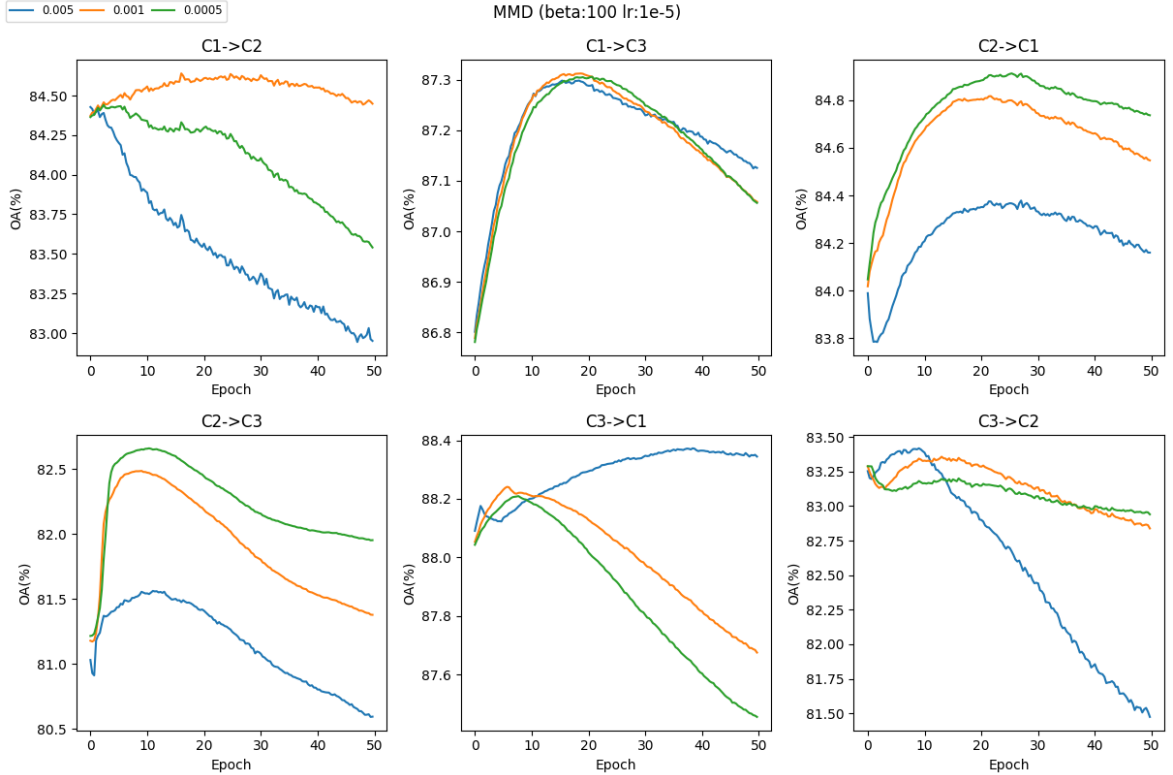 0.005 0.001 0.0005
MMD (beta:100 lr:1e-5)
C1->C2
84.50
84.25
84.00
83.75
83.50
83.25
83.00
OA(%)
0 10 20 30 40 50
Epoch
C1->C3
87.3
87.2
87.1
87.0
86.9
86.8
OA(%)
0 10 20 30 40 50
Epoch
C2->C1
84.8
84.6
84.4
84.2
84.0
83.8
OA(%)
0 10 20 30 40 50
Epoch
C2->C3
82.5
82.0
81.5
81.0
80.5
OA(%)
0 10 20 30 40 50
Epoch
C3->C1
88.4
88.2
88.0
87.8
87.6
OA(%)
0 10 20 30 40 50
Epoch
C3->C2
83.50
83.25
83.00
82.75
82.50
82.25
82.00
81.75
81.50
OA(%)
0 10 20 30 40 50
Epoch